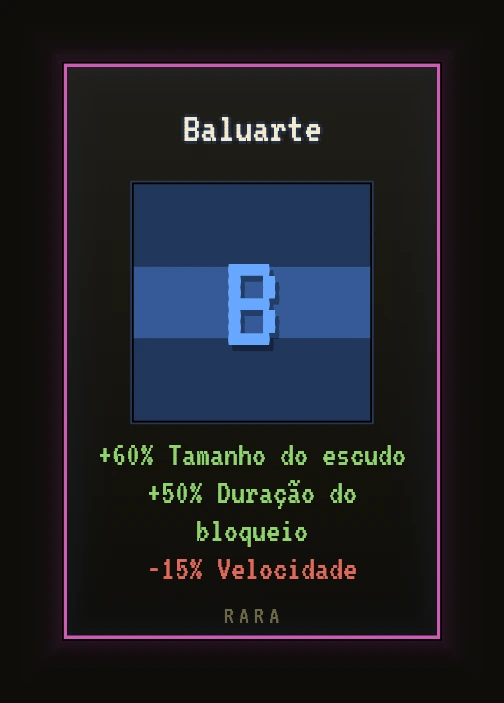 Baluarte
B
+60% Tamanho do escudo
+50% Duração do
bloqueio
-15% Velocidade
RARA